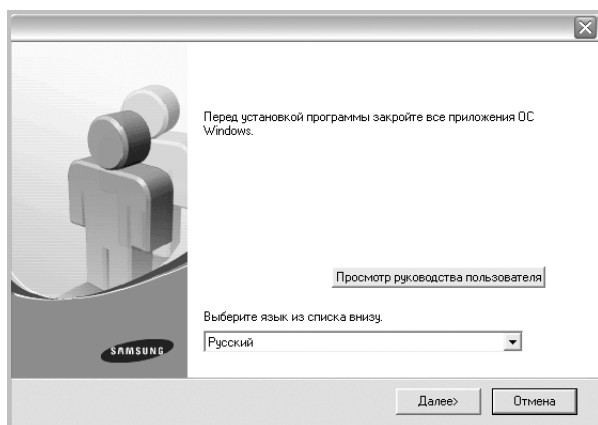 Перед установкой программы закройте все приложения ОС
Windows.
Просмотр руководства пользователя
Выберите язык из списка внизу.
Русский
SAMSUNG
Далее>
Отмена